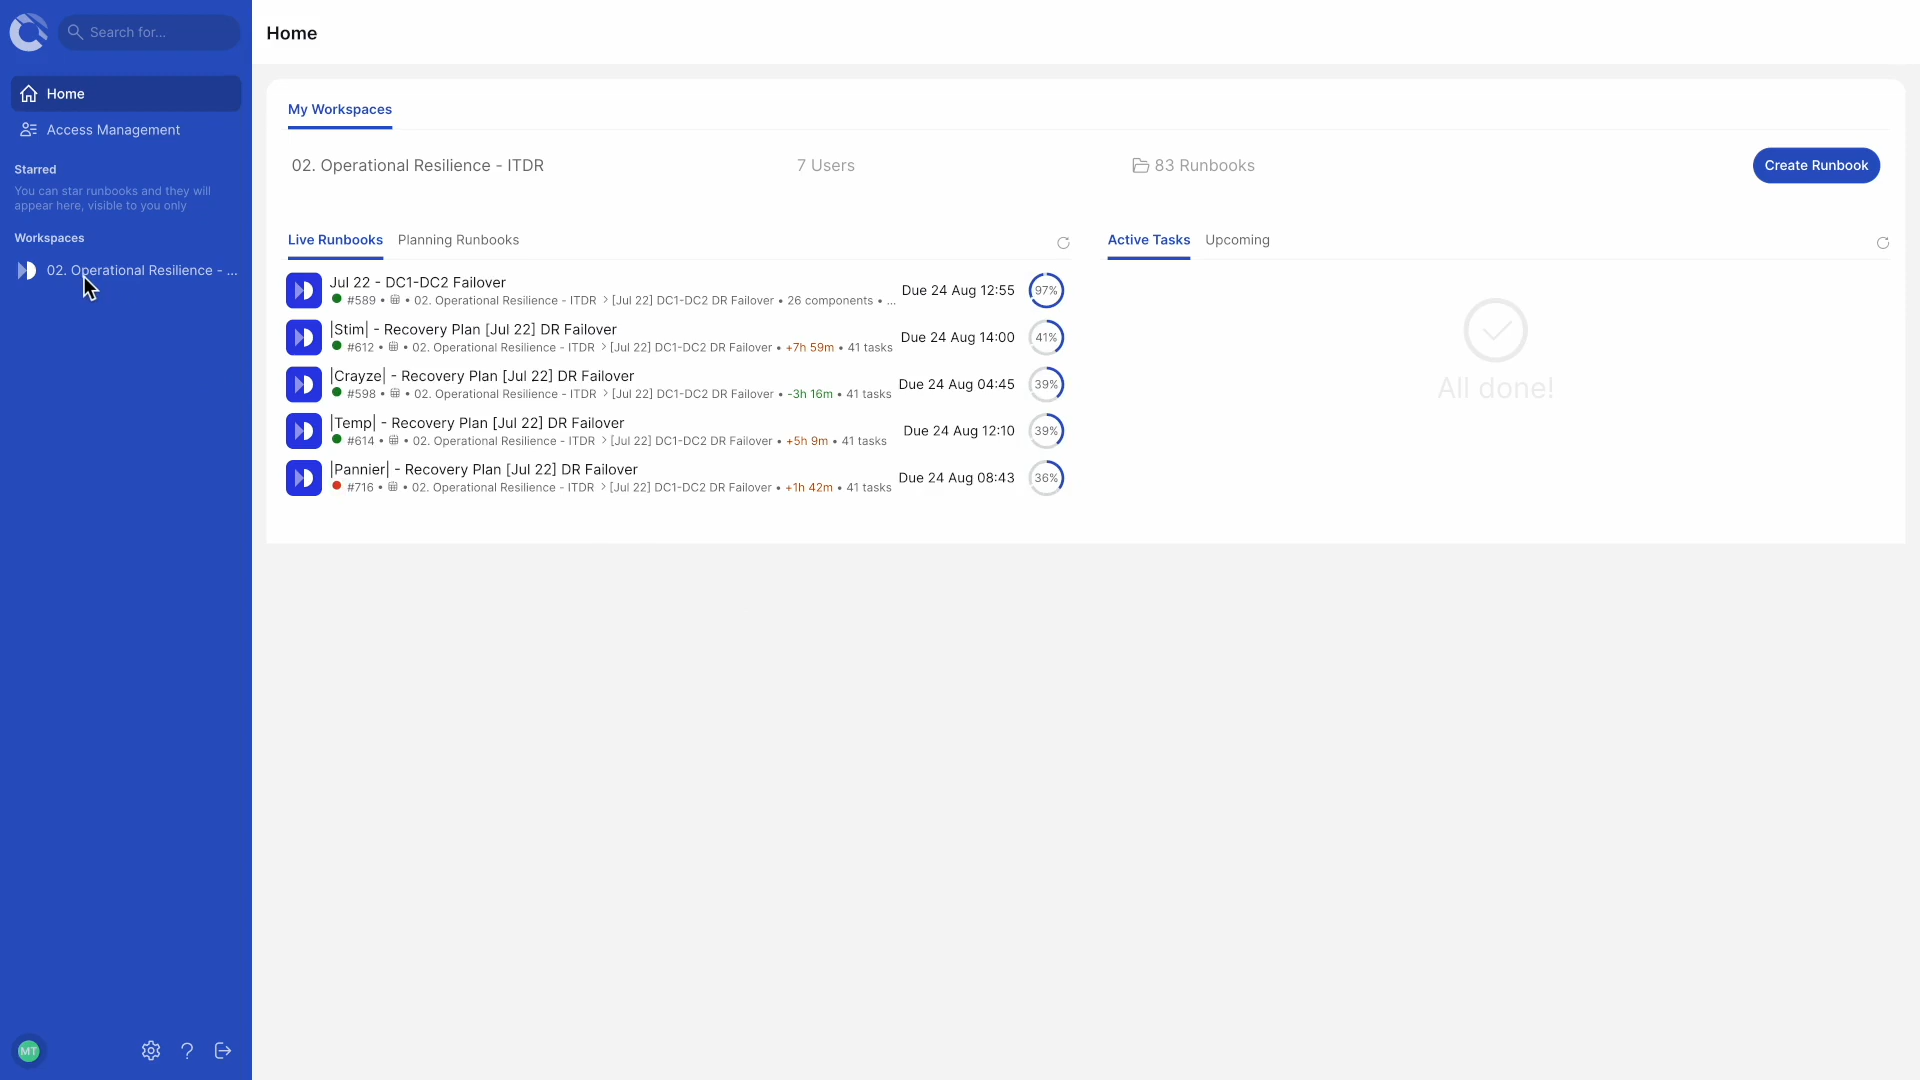 Search for...
Home
Home
Access Management
Starred
You can star runbooks and they will
appear here, visible to you only
Workspaces
02. Operational Resilience - ...
My Workspaces
02. Operational Resilience - ITDR
7 Users
83 Runbooks
Create Runbook
Live Runbooks
Planning Runbooks
Jul 22 - DC1-DC2 Failover
#589 • • 02. Operational Resilience - ITDR > [Jul 22] DC1-DC2 DR Failover • 26 components • ...
Due 24 Aug 12:55
97%
|Stim| - Recovery Plan [Jul 22] DR Failover
#612 • • 02. Operational Resilience - ITDR > [Jul 22] DC1-DC2 DR Failover • +7h 59m • 41 tasks
Due 24 Aug 14:00
41%
|Crayze| - Recovery Plan [Jul 22] DR Failover
#598 • • 02. Operational Resilience - ITDR > [Jul 22] DC1-DC2 DR Failover • -3h 16m • 41 tasks
Due 24 Aug 04:45
39%
|Temp| - Recovery Plan [Jul 22] DR Failover
#614 • • 02. Operational Resilience - ITDR > [Jul 22] DC1-DC2 DR Failover • +5h 9m • 41 tasks
Due 24 Aug 12:10
39%
|Pannier| - Recovery Plan [Jul 22] DR Failover
#716 • • 02. Operational Resilience - ITDR > [Jul 22] DC1-DC2 DR Failover • +1h 42m • 41 tasks
Due 24 Aug 08:43
36%
Active Tasks
Upcoming
All done!
MT